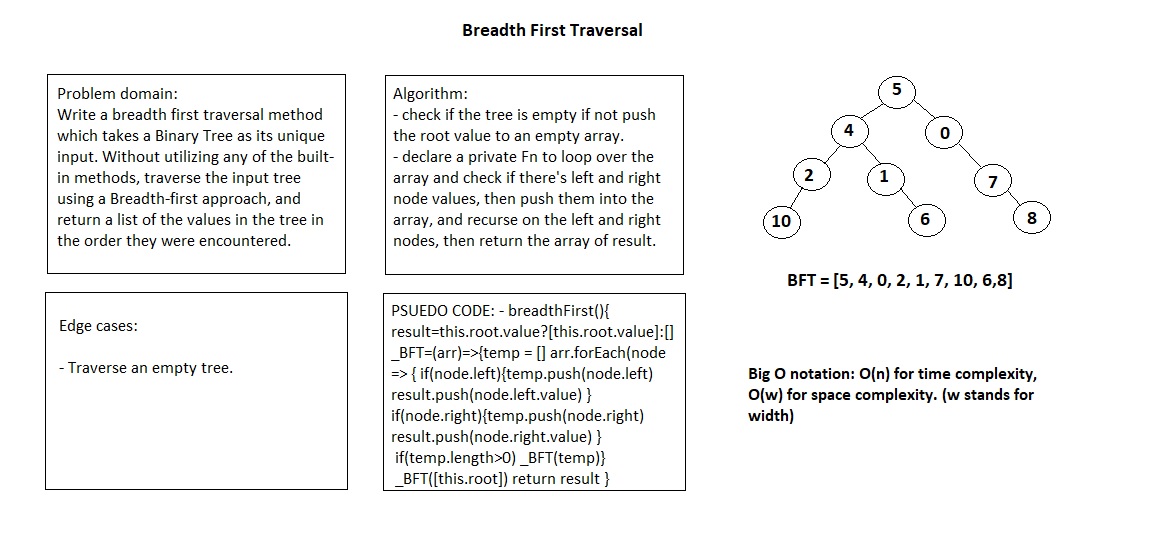 Breadth First Traversal
Problem domain:
Write a breadth first traversal method
which takes a Binary Tree as its unique
input. Without utilizing any of the built-
in methods, traverse the input tree
using a Breadth-first approach, and
return a list of the values in the tree in
the order they were encountered.
Algorithm:
- check if the tree is empty if not push
the root value to an empty array.
- declare a private Fn to loop over the
array and check if there's left and right
node values, then push them into the
array, and recurse on the left and right
nodes, then return the array of result.
5
4 0
2 1 7
10 6 8
BFT = [5, 4, 0, 2, 1, 7, 10, 6,8]
Edge cases:
- Traverse an empty tree.
PSUEDO CODE: - breadthFirst(){
result=this.root.value?[this.root.value]:[]
_BFT=(arr)=>{temp = [] arr.forEach(node
=> { if(node.left){temp.push(node.left)
result.push(node.left.value) }
if(node.right){temp.push(node.right)
result.push(node.right.value) }
if(temp.length>0) _BFT(temp)}
_BFT([this.root]) return result }
Big O notation: O(n) for time complexity,
O(w) for space complexity. (w stands for
width)